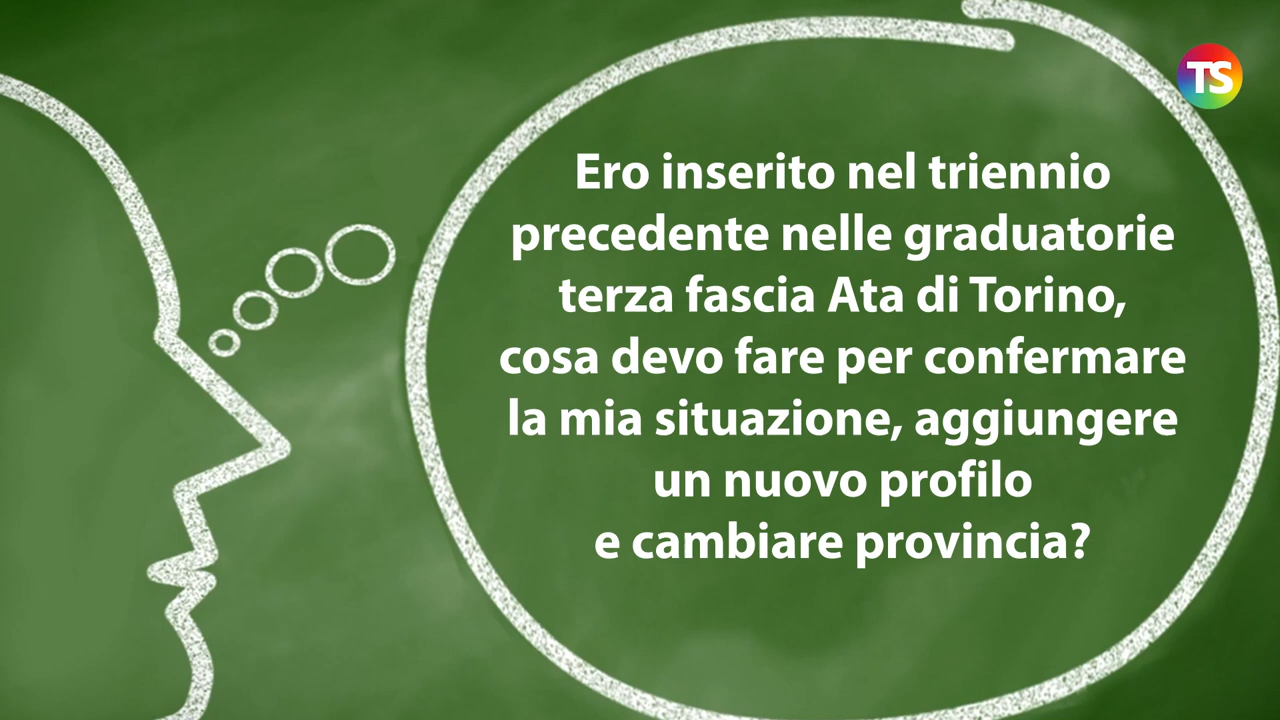 TS
Ero inserito nel triennio
precedente nelle graduatorie
terza fascia Ata di Torino,
cosa devo fare per confermare
la mia situazione, aggiungere
un nuovo profilo
e cambiare provincia?